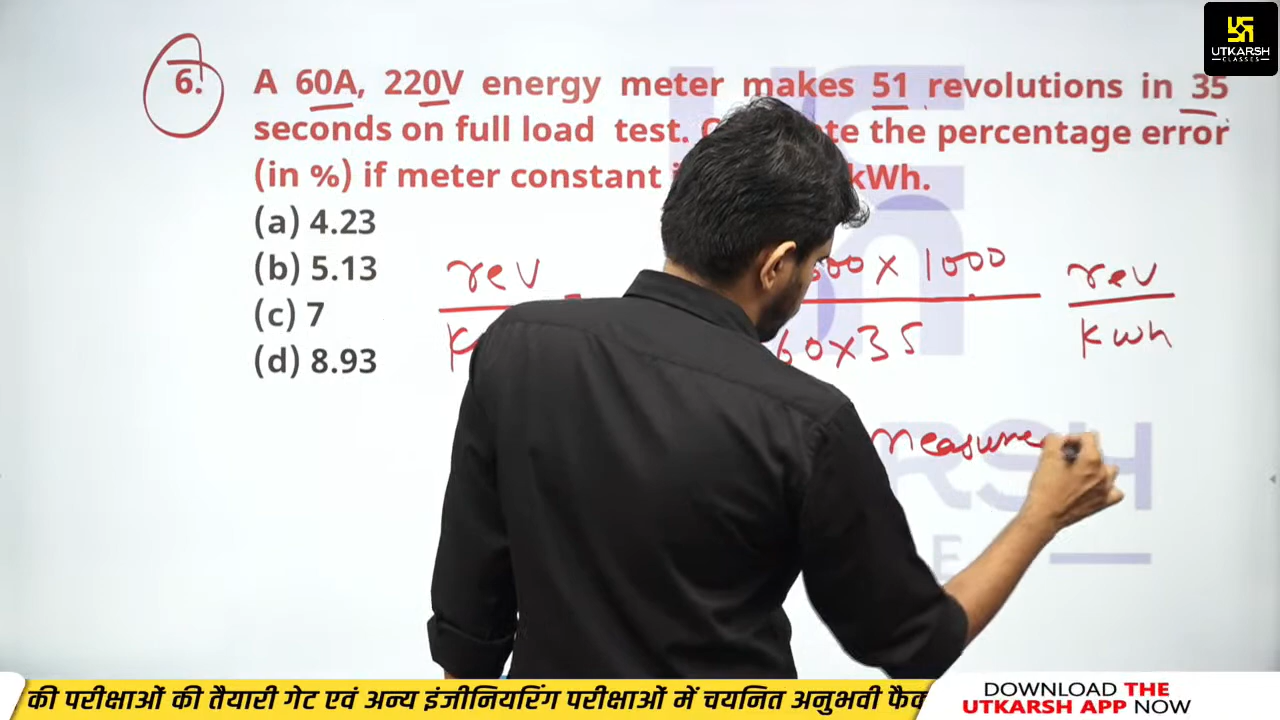 UTKARSH
CLASSES
6. A 60A, 220V energy meter makes 51 revolutions in 35
seconds on full load test. the percentage error
(in %) if meter constant kWh.
(a) 4.23
(b) 5.13
(c) 7
(d) 8.93
rev 00 x 1000 rev
60x35 kwh
measure
की परीक्षाओं की तैयारी गेट एवं अन्य इंजीनियरिंग परीक्षाओं में चयनित अनुभवी
DOWNLOAD THE
UTKARSH APP NOW